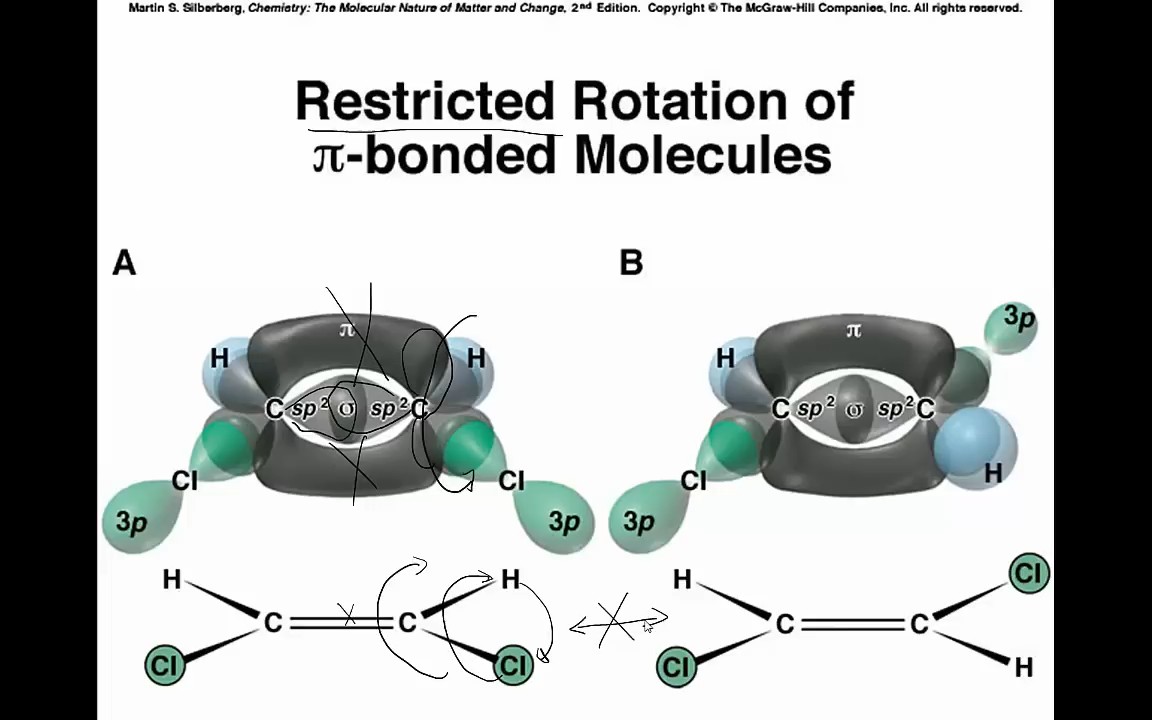 Martin S. Silberberg, Chemistry: The Molecular Nature of Matter and Change, 2nd Edition. Copyright © The McGraw-Hill Companies, Inc. All rights reserved.
Restricted Rotation of
π-bonded Molecules
A
B
π
H
H
C sp² σ sp² C
Cl
Cl
3p
3p
π
3p
H
C sp² σ sp² C
H
Cl
3p
H
H
C
C
Cl
Cl
H
Cl
C
C
Cl
H